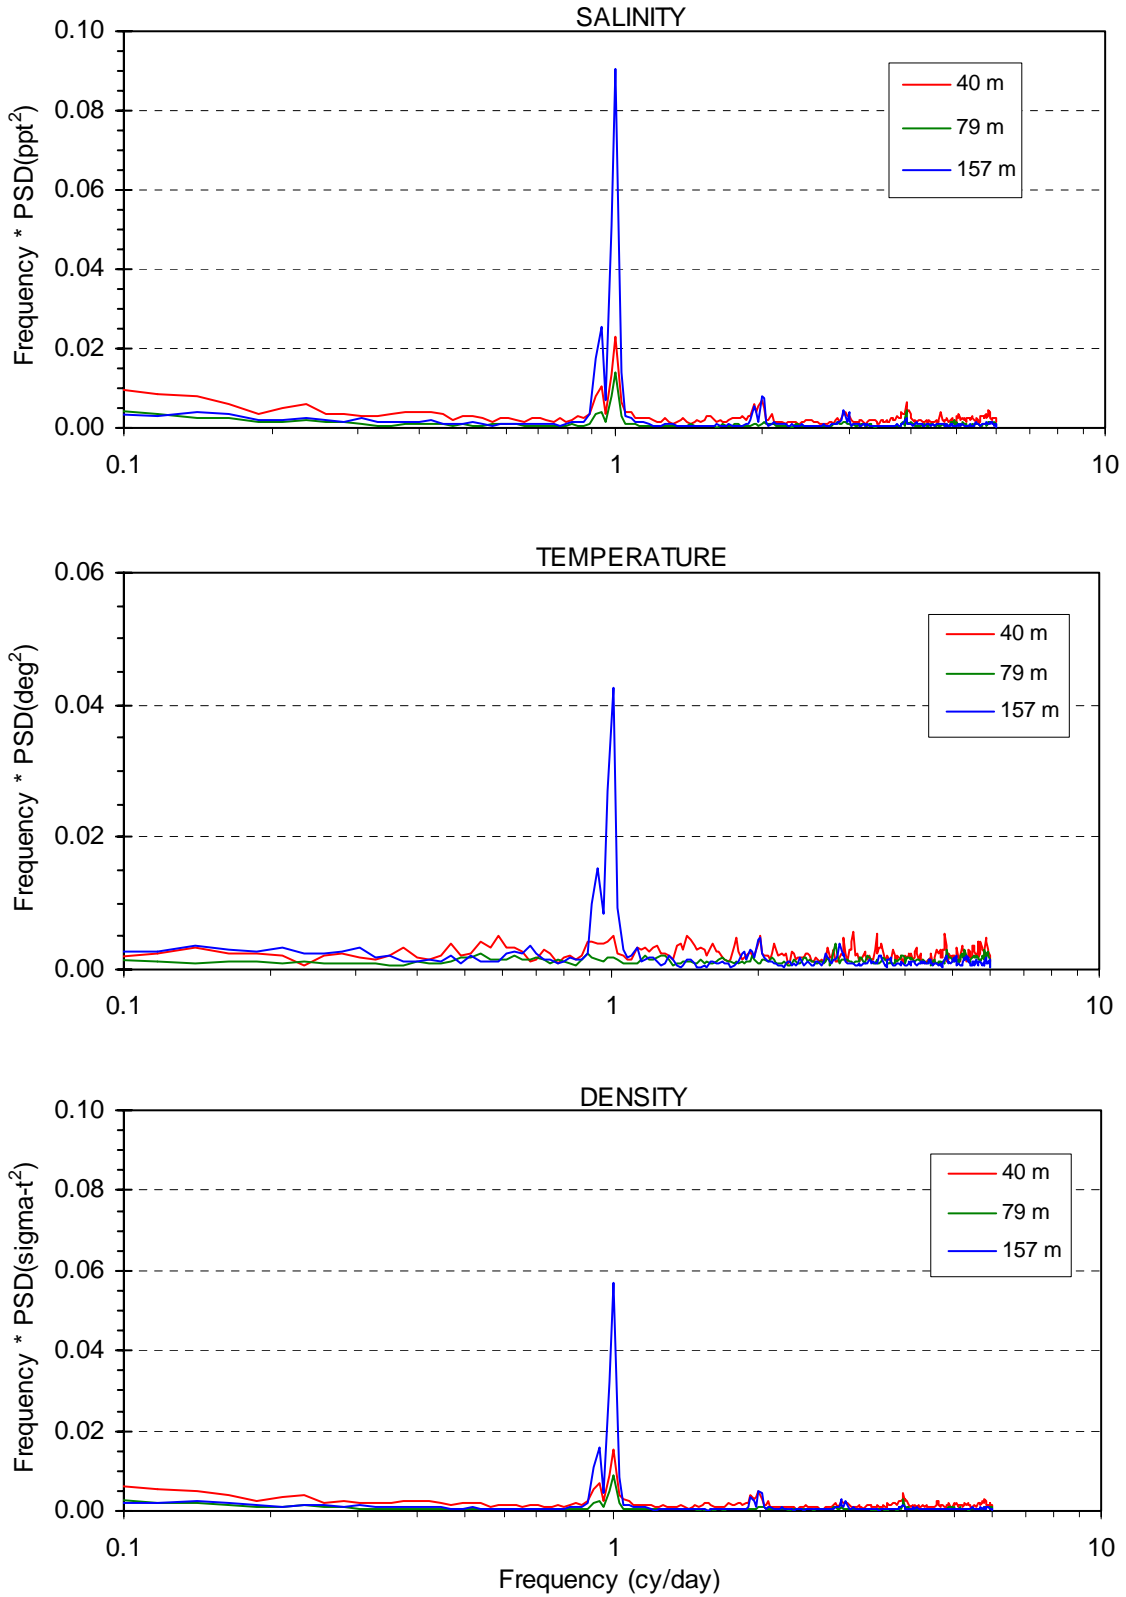 SALINITY
Frequency * PSD(ppt²)
0.10
0.08
0.06
0.04
0.02
0.00
0.1
1
10
40 m
79 m
157 m
TEMPERATURE
Frequency * PSD(deg²)
0.06
0.04
0.02
0.00
0.1
1
10
40 m
79 m
157 m
DENSITY
Frequency * PSD(sigma-t²)
0.10
0.08
0.06
0.04
0.02
0.00
0.1
1
10
40 m
79 m
157 m
Frequency (cy/day)